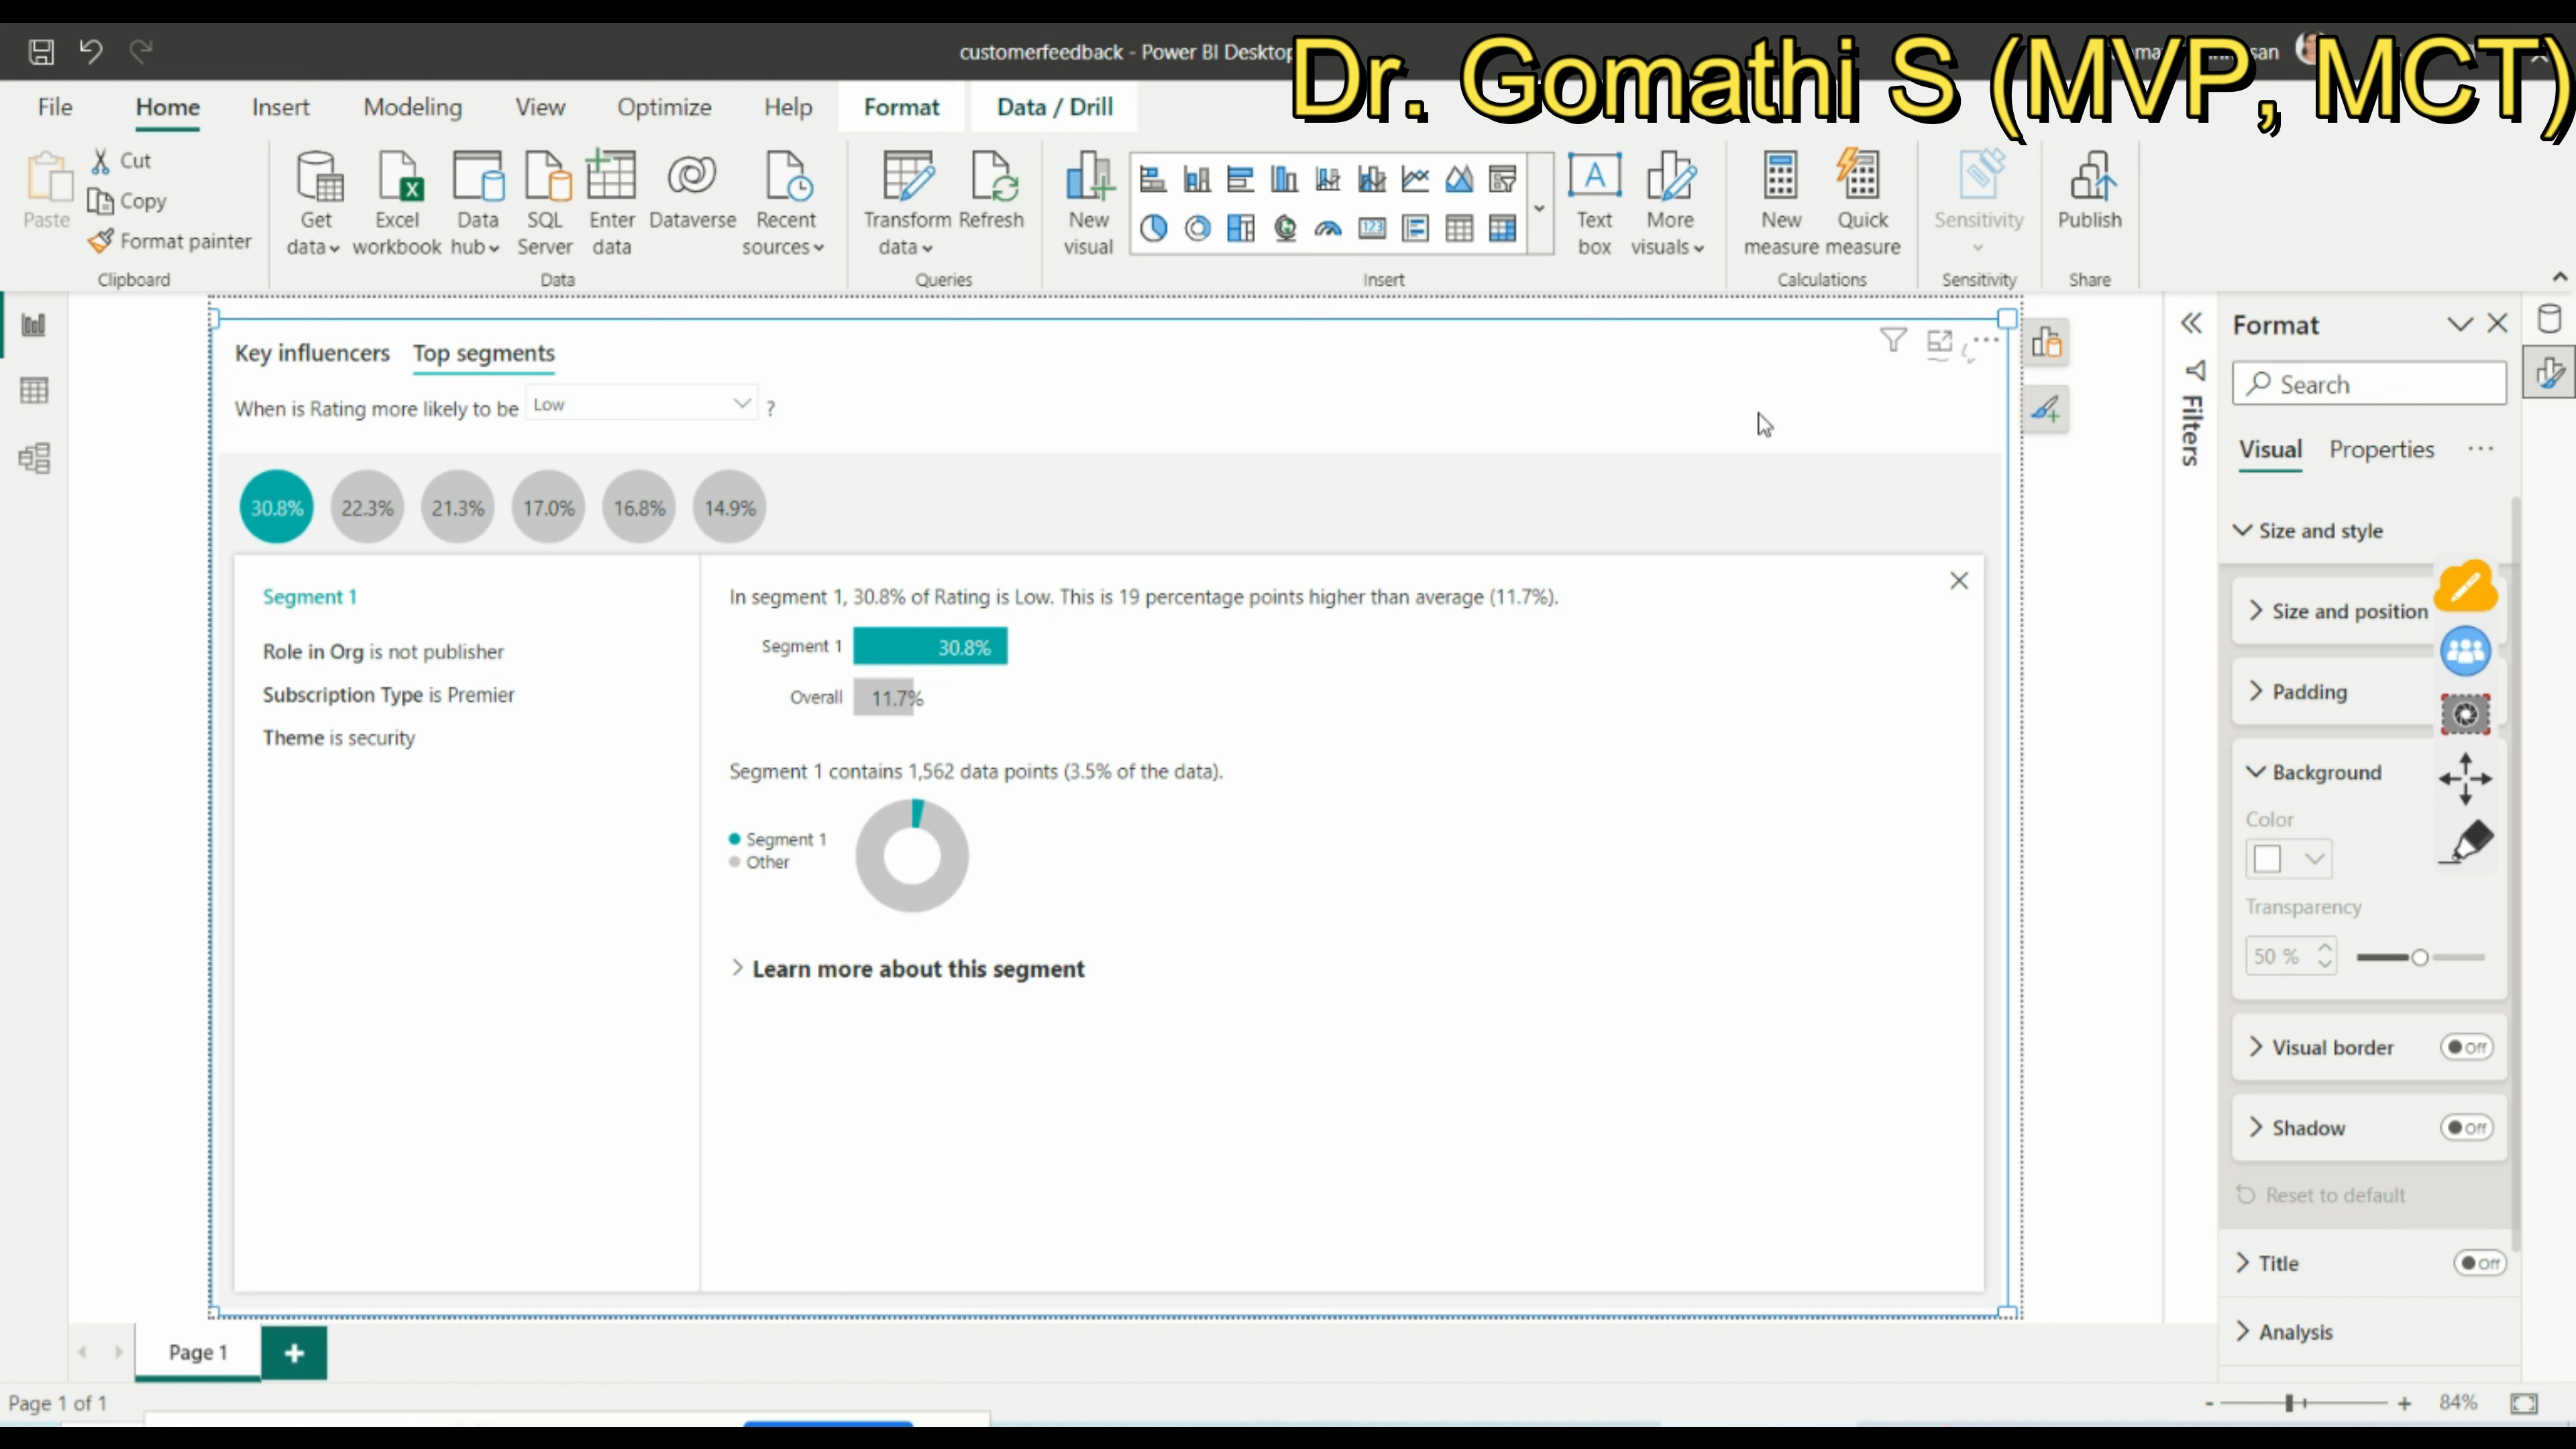 customerfeedback - Power BI Desktop
Dr. Gomathi S (MVP, MCT)
File Home Insert Modeling View Optimize Help Format Data / Drill
Paste
Cut
Copy
Format painter
Clipboard
Get data
Excel workbook
Data hub
SQL Server
Enter data
Dataverse
Recent sources
Data
Transform data
Refresh
Queries
New visual
123
A
Text box
More visuals
Insert
New measure
Quick measure
Calculations
Sensitivity
Sensitivity
Publish
Share
Key influencers Top segments
When is Rating more likely to be Low ?
30.8% 22.3% 21.3% 17.0% 16.8% 14.9%
Segment 1
Role in Org is not publisher
Subscription Type is Premier
Theme is security
In segment 1, 30.8% of Rating is Low. This is 19 percentage points higher than average (11.7%).
Segment 1 30.8%
Overall 11.7%
Segment 1 contains 1,562 data points (3.5% of the data).
Segment 1
Other
Learn more about this segment
Filters
Format
Search
Visual Properties ...
Size and style
Size and position
Padding
Background
Color
Transparency
50 %
Visual border Off
Shadow Off
Reset to default
Title Off
Analysis
Page 1 +
Page 1 of 1
- + 84%